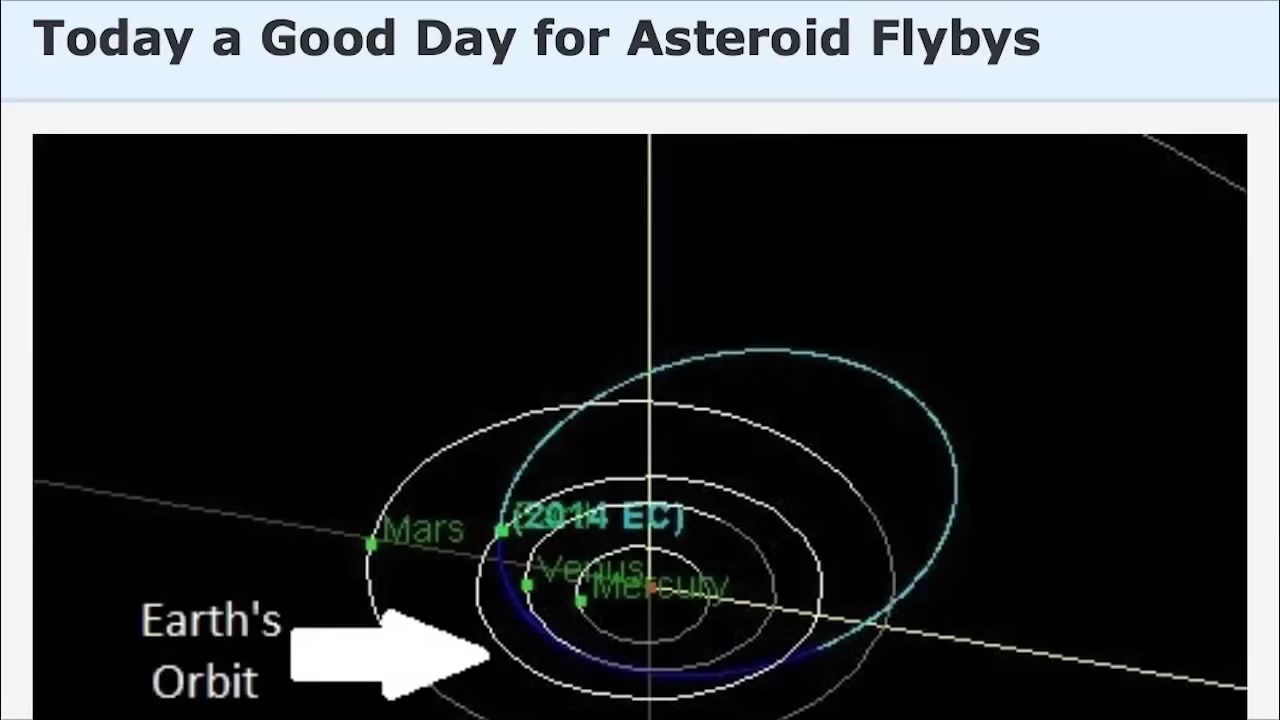 Today a Good Day for Asteroid Flybys
(2014 EC)
Mars
Venus
Mercury
Earth's
Orbit